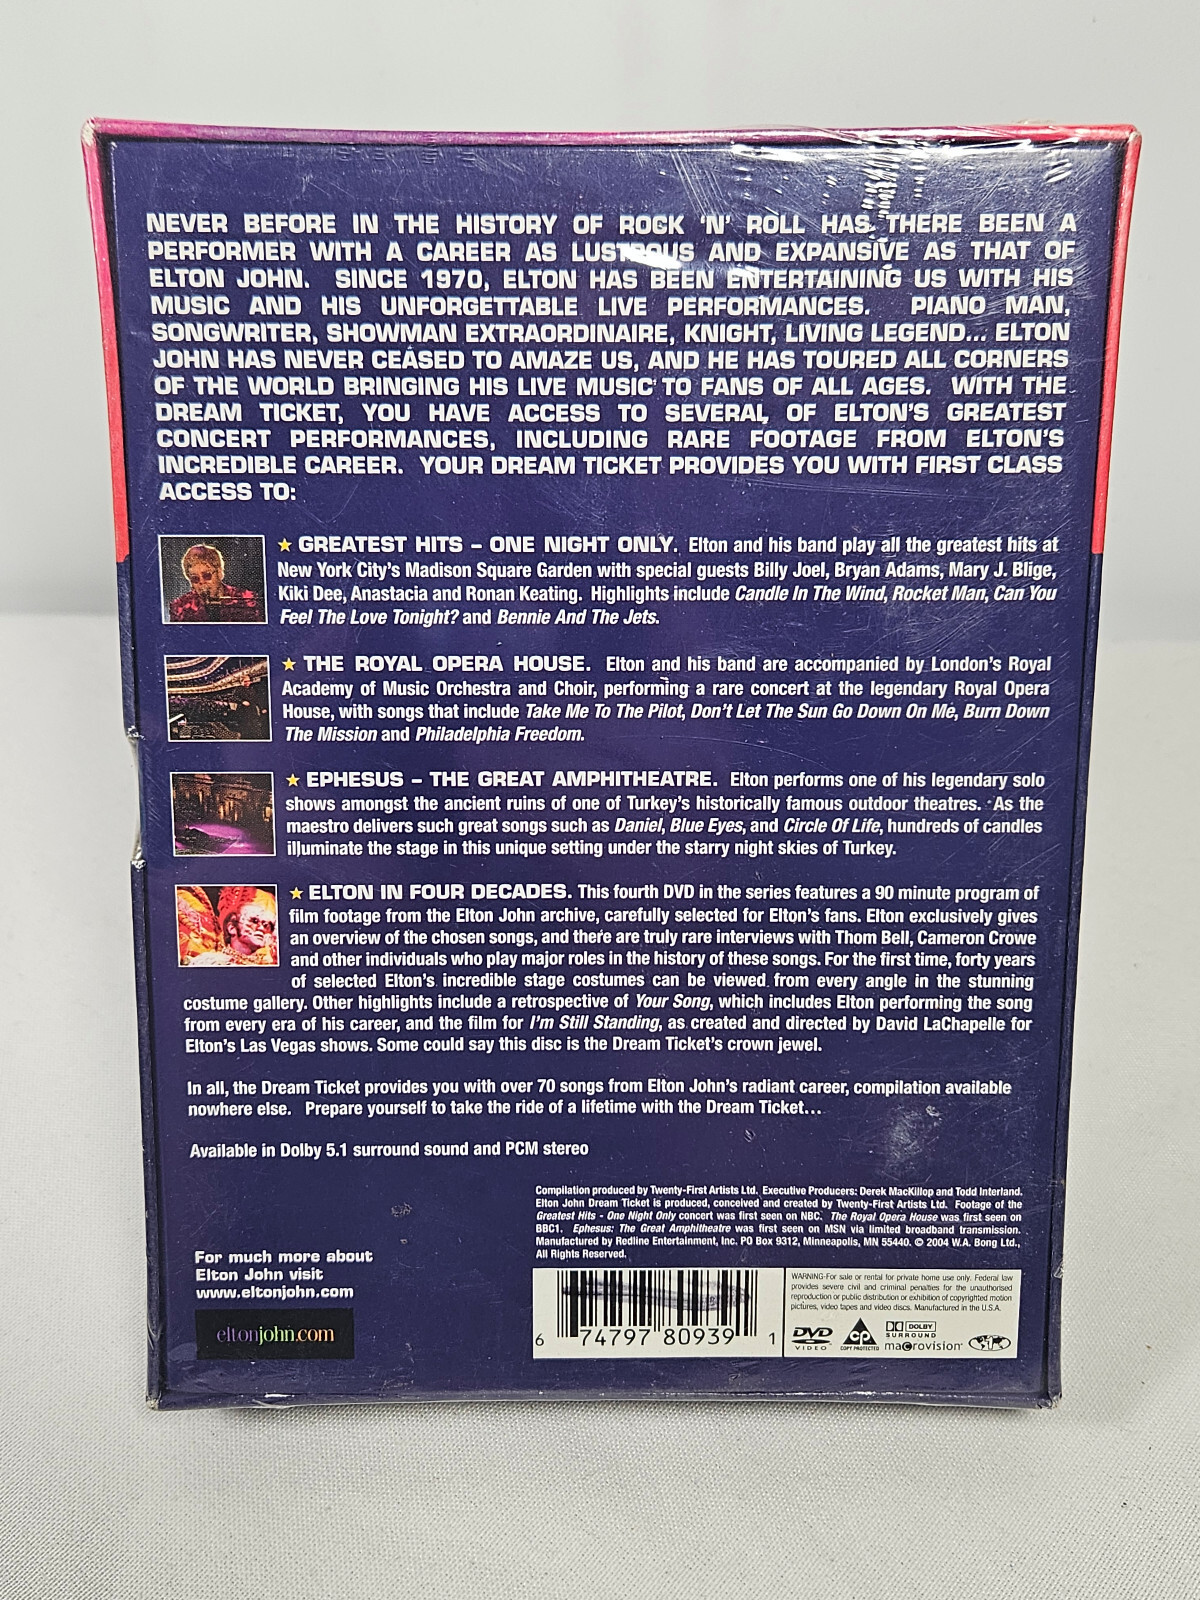 NEVER BEFORE IN THE HISTORY OF ROCK 'N' ROLL HAS THERE BEEN A
PERFORMER WITH A CAREER AS LUSTROUS AND EXPANSIVE AS THAT OF
ELTON JOHN. SINCE 1970, ELTON HAS BEEN ENTERTAINING US WITH HIS
MUSIC AND HIS UNFORGETTABLE LIVE PERFORMANCES. PIANO MAN,
SONGWRITER, SHOWMAN EXTRAORDINAIRE, KNIGHT, LIVING LEGEND... ELTON
JOHN HAS NEVER CEASED TO AMAZE US, AND HE HAS TOURED ALL CORNERS
OF THE WORLD BRINGING HIS LIVE MUSIC TO FANS OF ALL AGES. WITH THE
DREAM TICKET, YOU HAVE ACCESS TO SEVERAL OF ELTON'S GREATEST
CONCERT PERFORMANCES, INCLUDING RARE FOOTAGE FROM ELTON'S
INCREDIBLE CAREER. YOUR DREAM TICKET PROVIDES YOU WITH FIRST CLASS
ACCESS TO:
★ GREATEST HITS – ONE NIGHT ONLY. Elton and his band play all the greatest hits at
New York City's Madison Square Garden with special guests Billy Joel, Bryan Adams, Mary J. Blige,
Kiki Dee, Anastacia and Ronan Keating. Highlights include Candle In The Wind, Rocket Man, Can You
Feel The Love Tonight? and Bennie And The Jets.
★ THE ROYAL OPERA HOUSE. Elton and his band are accompanied by London's Royal
Academy of Music Orchestra and Choir, performing a rare concert at the legendary Royal Opera
House, with songs that include Take Me To The Pilot, Don't Let The Sun Go Down On Me, Burn Down
The Mission and Philadelphia Freedom.
★ EPHESUS – THE GREAT AMPHITHEATRE. Elton performs one of his legendary solo
shows amongst the ancient ruins of one of Turkey's historically famous outdoor theatres. As the
maestro delivers such great songs such as Daniel, Blue Eyes, and Circle Of Life, hundreds of candles
illuminate the stage in this unique setting under the starry night skies of Turkey.
★ ELTON IN FOUR DECADES. This fourth DVD in the series features a 90 minute program of
film footage from the Elton John archive, carefully selected for Elton's fans. Elton exclusively gives
an overview of the chosen songs, and there are truly rare interviews with Thom Bell, Cameron Crowe
and other individuals who play major roles in the history of these songs. For the first time, forty years
of selected Elton's incredible stage costumes can be viewed from every angle in the stunning
costume gallery. Other highlights include a retrospective of Your Song, which includes Elton performing the song
from every era of his career, and the film for I'm Still Standing, as created and directed by David LaChapelle for
Elton's Las Vegas shows. Some could say this disc is the Dream Ticket's crown jewel.
In all, the Dream Ticket provides you with over 70 songs from Elton John's radiant career, compilation available
nowhere else. Prepare yourself to take the ride of a lifetime with the Dream Ticket...
Available in Dolby 5.1 surround sound and PCM stereo
Compilation produced by Twenty-First Artists Ltd. Executive Producers: Derek MacKillop and Todd Interland.
Elton John Dream Ticket is produced, conceived and created by Twenty-First Artists Ltd. Footage of the
Greatest Hits - One Night Only concert was first seen on NBC. The Royal Opera House was first seen on
BBC1. Ephesus: The Great Amphitheatre was first seen on MSN via limited broadband transmission.
Manufactured by Redline Entertainment, Inc. PO Box 9312, Minneapolis, MN 55440. © 2004 W.A. Bong Ltd.,
All Rights Reserved.
For much more about
Elton John visit
www.eltonjohn.com
eltonjohn.com
6 74797 80939 1
WARNING-For sale or rental for private home use only. Federal law
provides severe civil and criminal penalties for the unauthorised
reproduction or public distribution or exhibition of copyrighted motion
pictures, video tapes and video discs. Manufactured in the U.S.A.
DVD
VIDEO
CP
COPY PROTECTED
DOLBY
SURROUND
macrovision
1